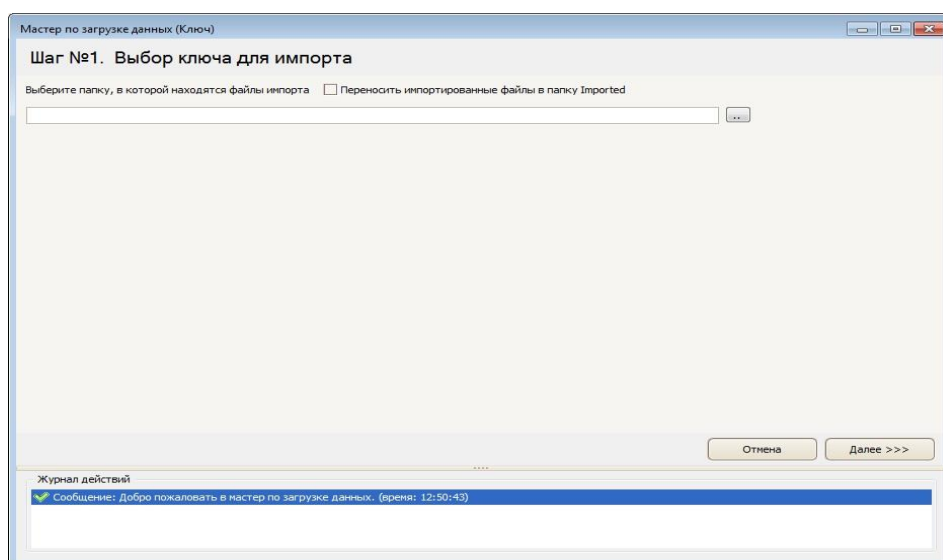 Мастер по загрузке данных (Ключ)
Шаг №1. Выбор ключа для импорта
Выберите папку, в которой находятся файлы импорта Переносить импортированные файлы в папку Imported
..
Отмена Далее >>>
Журнал действий
Сообщение: Добро пожаловать в мастер по загрузке данных. (время: 12:50:43)